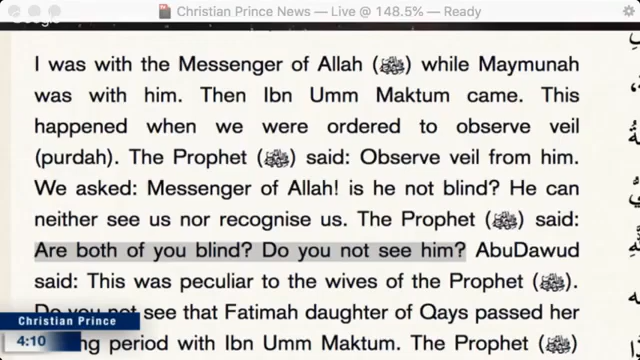 Christian Prince News — Live @ 148.5% — Ready
I was with the Messenger of Allah (ﷺ) while Maymunah
was with him. Then Ibn Umm Maktum came. This
happened when we were ordered to observe veil
(purdah). The Prophet (ﷺ) said: Observe veil from him.
We asked: Messenger of Allah! is he not blind? He can
neither see us nor recognise us. The Prophet (ﷺ) said:
Are both of you blind? Do you not see him? AbuDawud
said: This was peculiar to the wives of the Prophet (ﷺ).
Do you not see that Fatimah daughter of Qays passed her
period with Ibn Umm Maktum. The Prophet (ﷺ)
Christian Prince
4:10